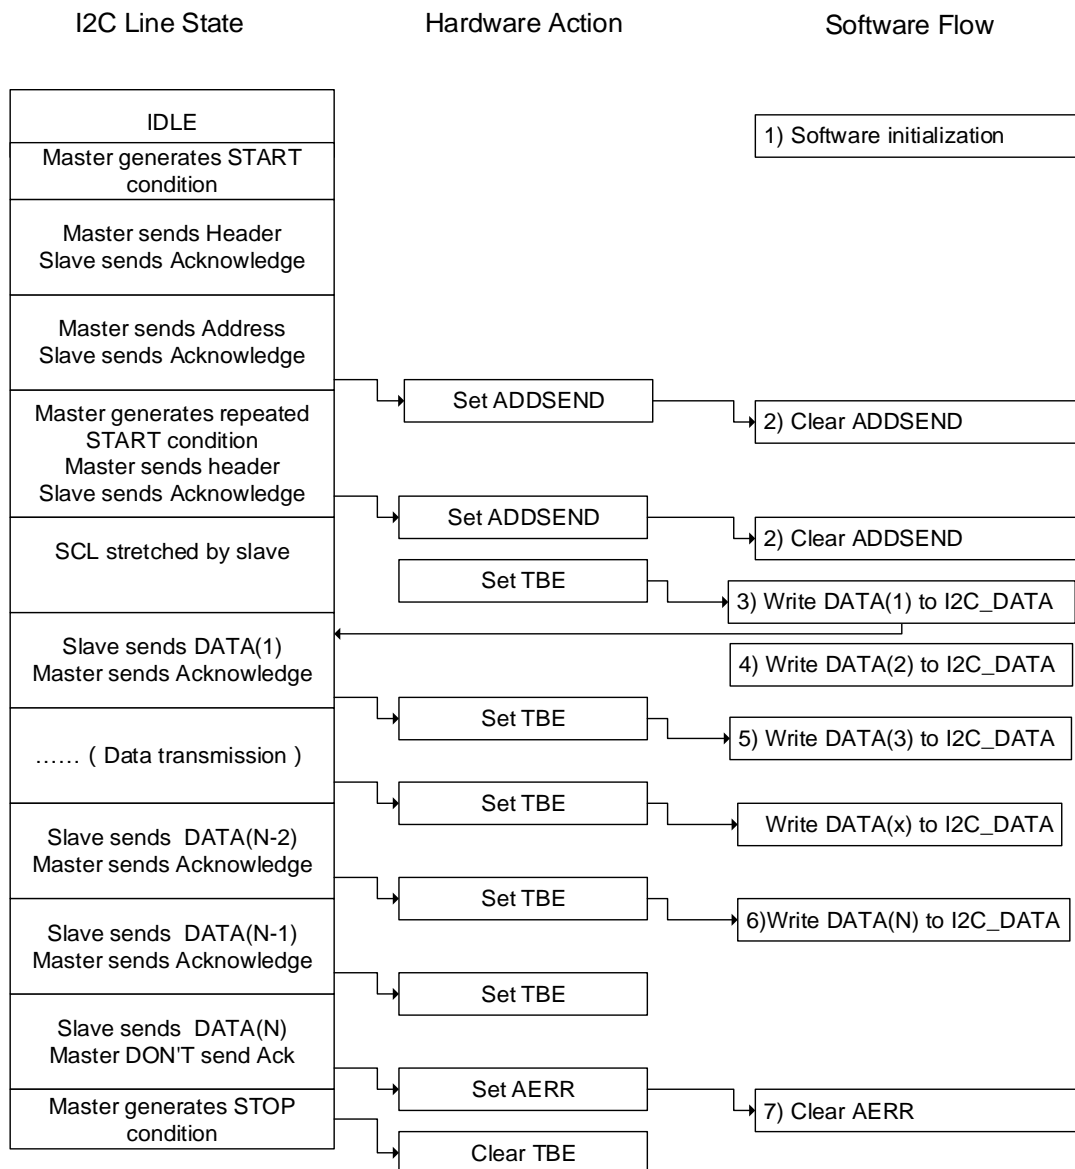 I2C Line State
Hardware Action
Software Flow
IDLE
1) Software initialization
Master generates START
condition
Master sends Header
Slave sends Acknowledge
Master sends Address
Slave sends Acknowledge
Set ADDSEND
2) Clear ADDSEND
Master generates repeated
START condition
Master sends header
Slave sends Acknowledge
Set ADDSEND
2) Clear ADDSEND
SCL stretched by slave
Set TBE
3) Write DATA(1) to I2C_DATA
Slave sends DATA(1)
Master sends Acknowledge
4) Write DATA(2) to I2C_DATA
Set TBE
5) Write DATA(3) to I2C_DATA
…… ( Data transmission )
Set TBE
Write DATA(x) to I2C_DATA
Slave sends  DATA(N-2)
Master sends Acknowledge
Set TBE
6)Write DATA(N) to I2C_DATA
Slave sends  DATA(N-1)
Master sends Acknowledge
Set TBE
Slave sends  DATA(N)
Master DON'T send Ack
Set AERR
7) Clear AERR
Master generates STOP
condition
Clear TBE